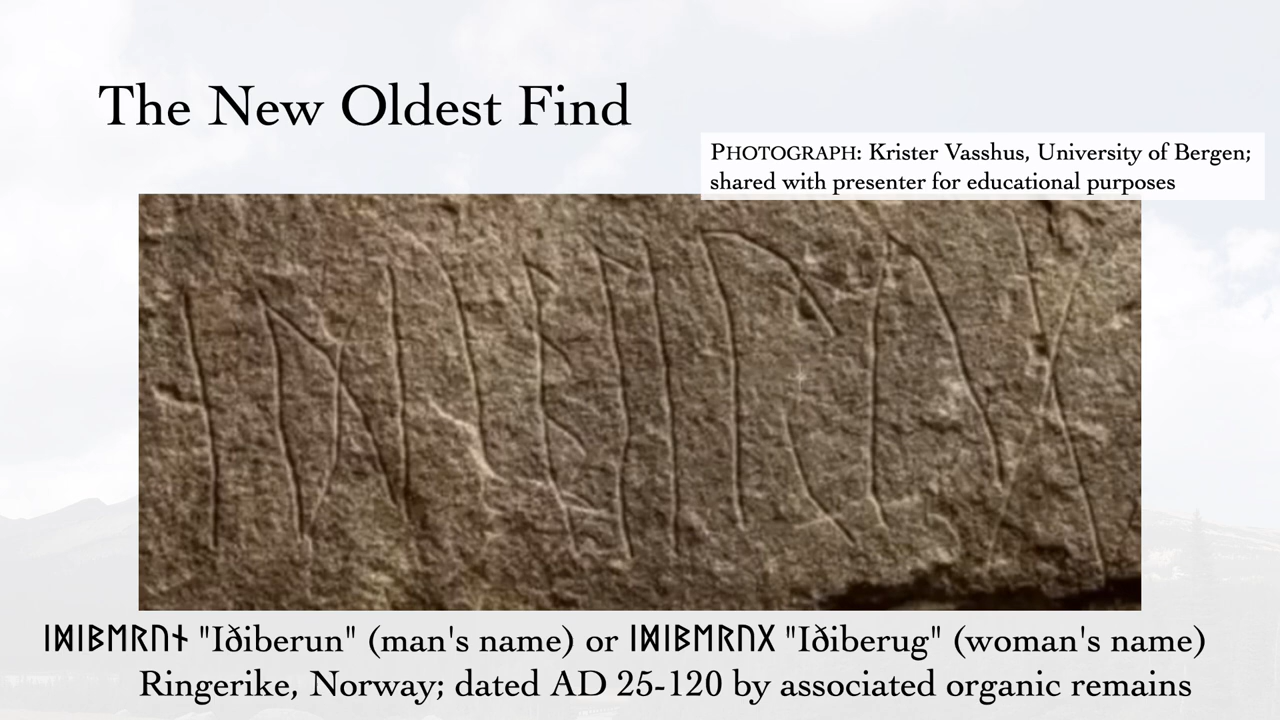 The New Oldest Find
PHOTOGRAPH: Krister Vasshus, University of Bergen;
shared with presenter for educational purposes
ᛁᛞᛁᛒᛖᚱᚢᚾ "Iðiberun" (man's name) or ᛁᛞᛁᛒᛖᚱᚢᚷ "Iðiberug" (woman's name)
Ringerike, Norway; dated AD 25-120 by associated organic remains